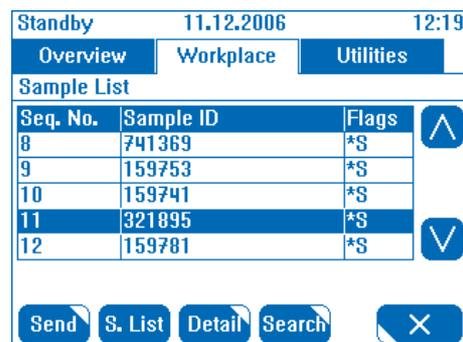 Standby 11.12.2006 12:19
Overview Workplace Utilities
Sample List
Seq. No. Sample ID Flags
8 741369 *S
9 159753 *S
10 159741 *S
11 321895 *S
12 159781 *S
Send S. List Detail Search